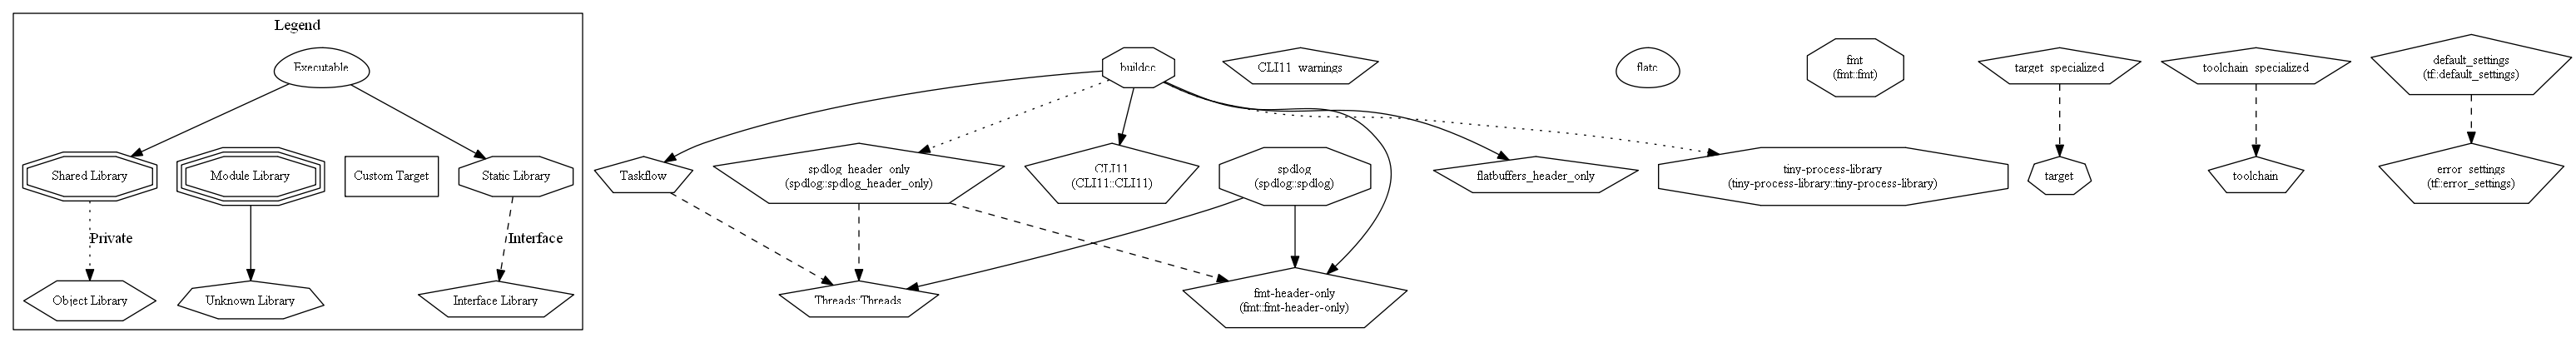 Legend
Executable
Shared Library
Module Library
Custom Target
Static Library
Private
Interface
Object Library
Unknown Library
Interface Library
buildcc
CLI11_warnings
flatc
fmt
(fmt::fmt)
target_specialized
toolchain_specialized
default_settings
(tf::default_settings)
Taskflow
spdlog_header_only
(spdlog::spdlog_header_only)
CLI11
(CLI11::CLI11)
spdlog
(spdlog::spdlog)
flatbuffers_header_only
tiny-process-library
(tiny-process-library::tiny-process-library)
target
toolchain
error_settings
(tf::error_settings)
Threads::Threads
fmt-header-only
(fmt::fmt-header-only)